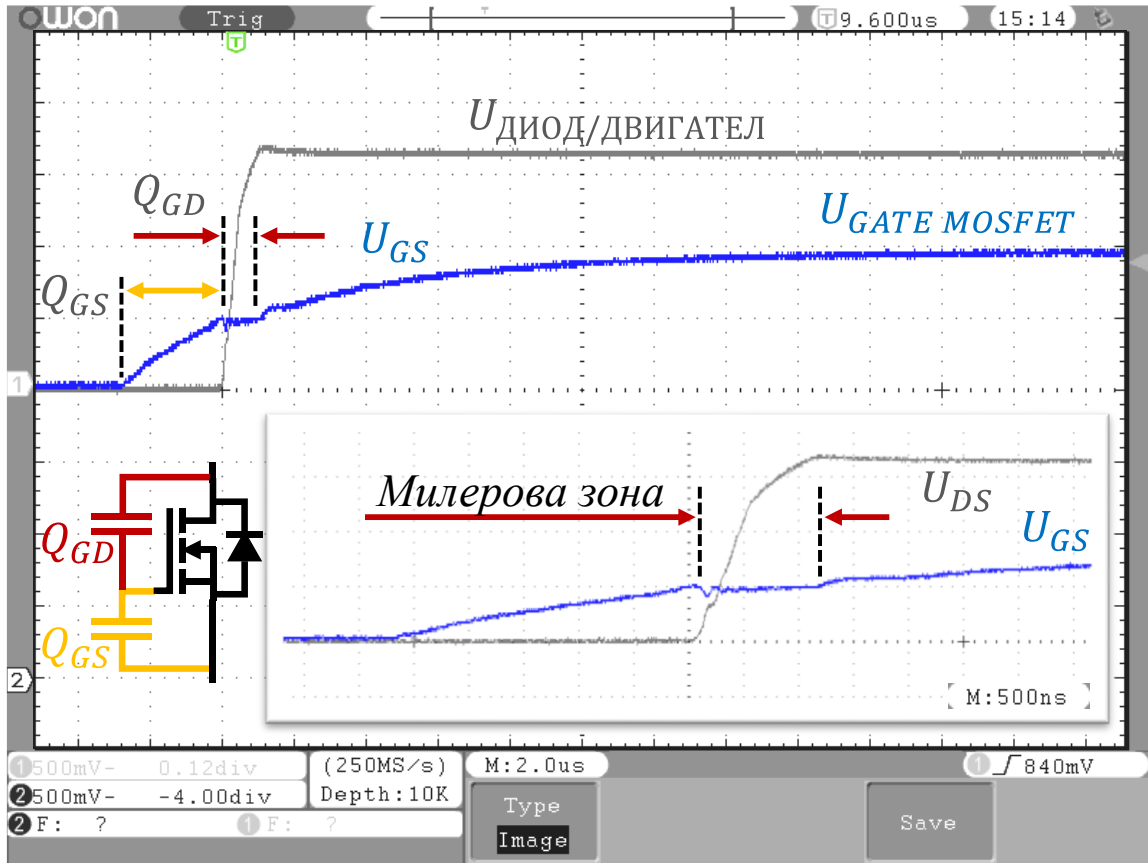 owon Trig T 9.600us 15:14
T
U ДИОД/ДВИГАТЕЛ
Q GD
U GS
U GATE MOSFET
Q GS
1
Милерова зона
U DS
U GS
Q GD
Q GS
2
M:500ns
1 500mV- 0.12div
(250MS/s)
M:2.0us
1 840mV
2 500mV- -4.00div
Depth:10K
2 F: ? 1 F: ?
Type
Image
Save